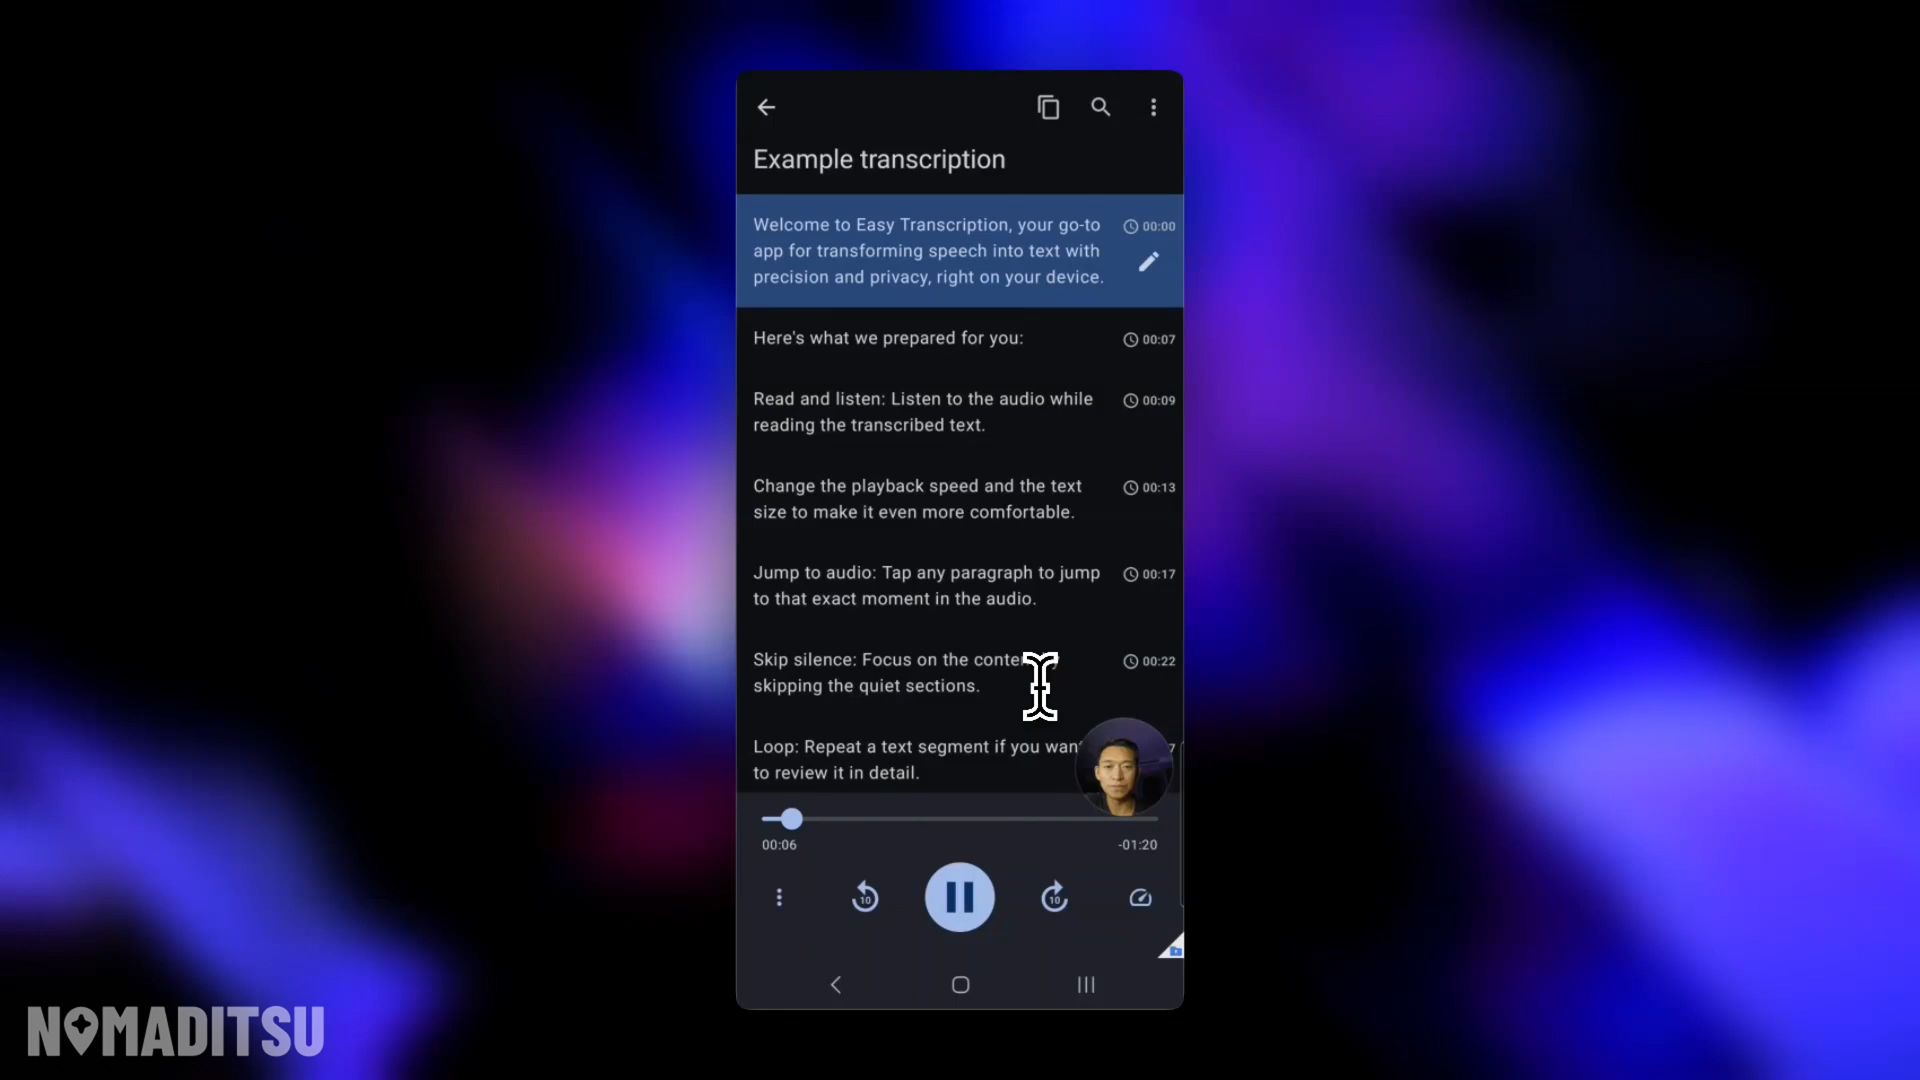 Example transcription
Welcome to Easy Transcription, your go-to
00:00
app for transforming speech into text with
precision and privacy, right on your device.
Here's what we prepared for you:
00:07
Read and listen: Listen to the audio while
00:09
reading the transcribed text.
Change the playback speed and the text
00:13
size to make it even more comfortable.
Jump to audio: Tap any paragraph to jump
00:17
to that exact moment in the audio.
Skip silence: Focus on the
00:22
skipping the quiet sections.
Loop: Repeat a text segment if you
to review it in detail.
00:06
-01:20
10
10
NOMADITSU